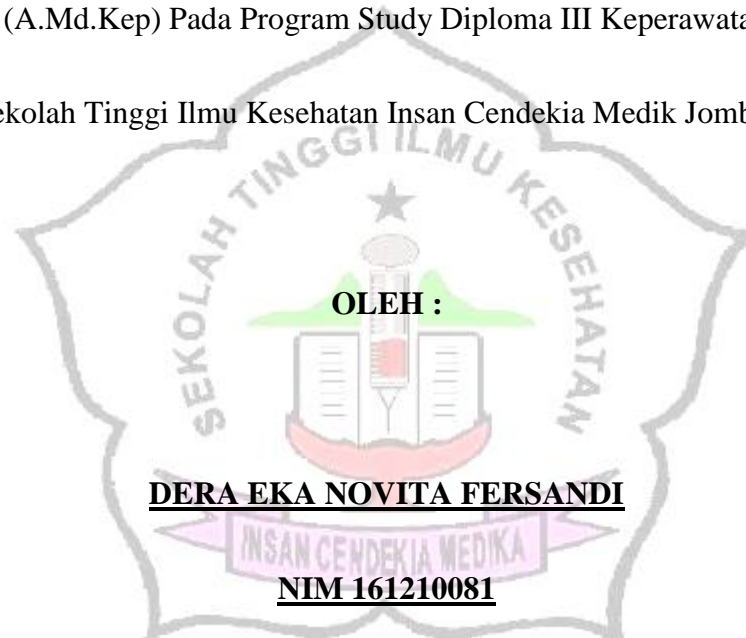 (A.Md.Kep) Pada Program Study Diploma III Keperawata
ekolah Tinggi Ilmu Kesehatan Insan Cendekia Medik Jomb
SEKOLAH TINGGI ILMU KESEHATAN
OLEH :
DERA EKA NOVITA FERSANDI
INSAN CENDEKIA MEDIKA
NIM 161210081